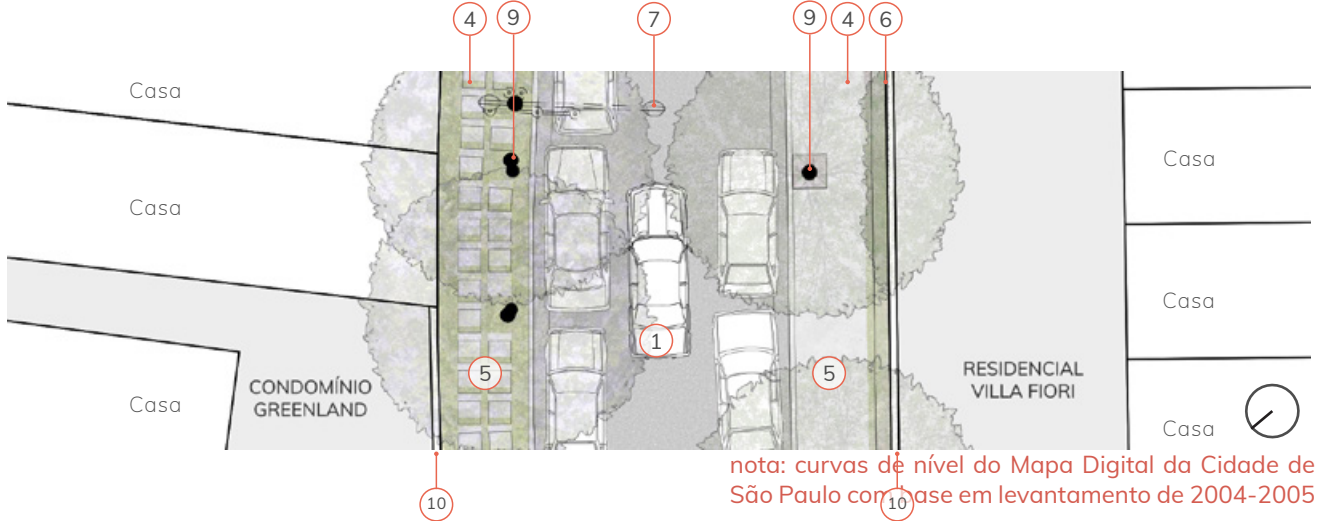 4 9 7 9 4 6
Casa
Casa
Casa
Casa
1
Casa
5 5
CONDOMÍNIO
GREENLAND
RESIDENCIAL
VILLA FIORI
Casa
Casa
nota: curvas de nível do Mapa Digital da Cidade de
São Paulo com base em levantamento de 2004-2005
10 10